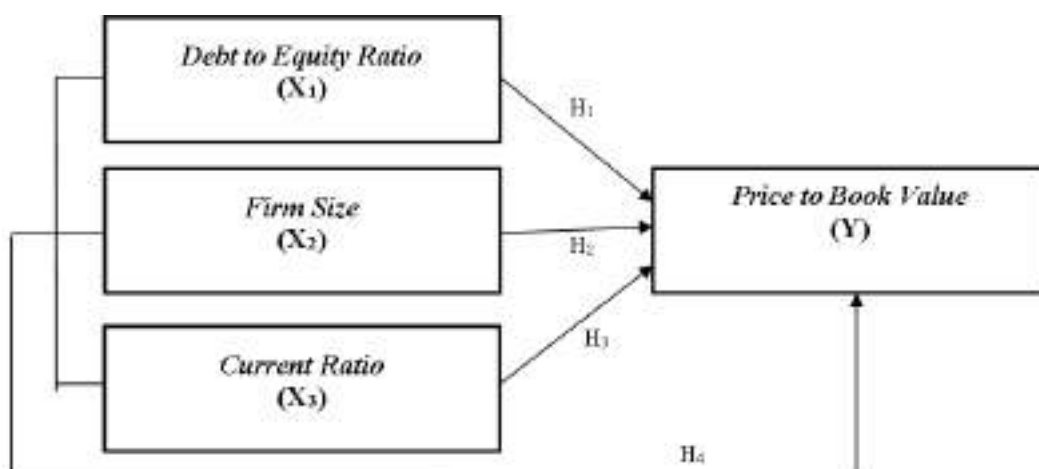 Debt to Equity Ratio
(X₁)
H₁
Firm Size
(X₂)
H₂
Price to Book Value
(Y)
Current Ratio
(X₃)
H₃
H₄